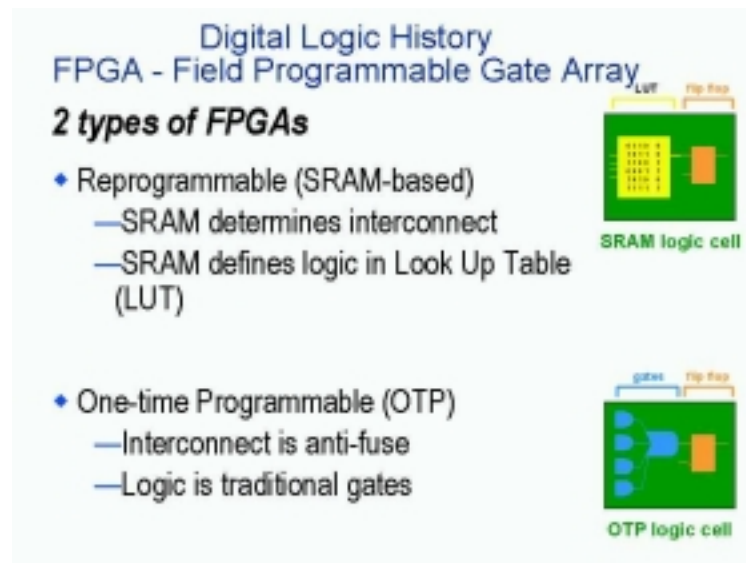 Digital Logic History
FPGA - Field Programmable Gate Array
2 types of FPGAs
Reprogrammable (SRAM-based)
—SRAM determines interconnect
—SRAM defines logic in Look Up Table
(LUT)
LUT flip flop
SRAM logic cell
One-time Programmable (OTP)
—Interconnect is anti-fuse
—Logic is traditional gates
gates flip flop
OTP logic cell